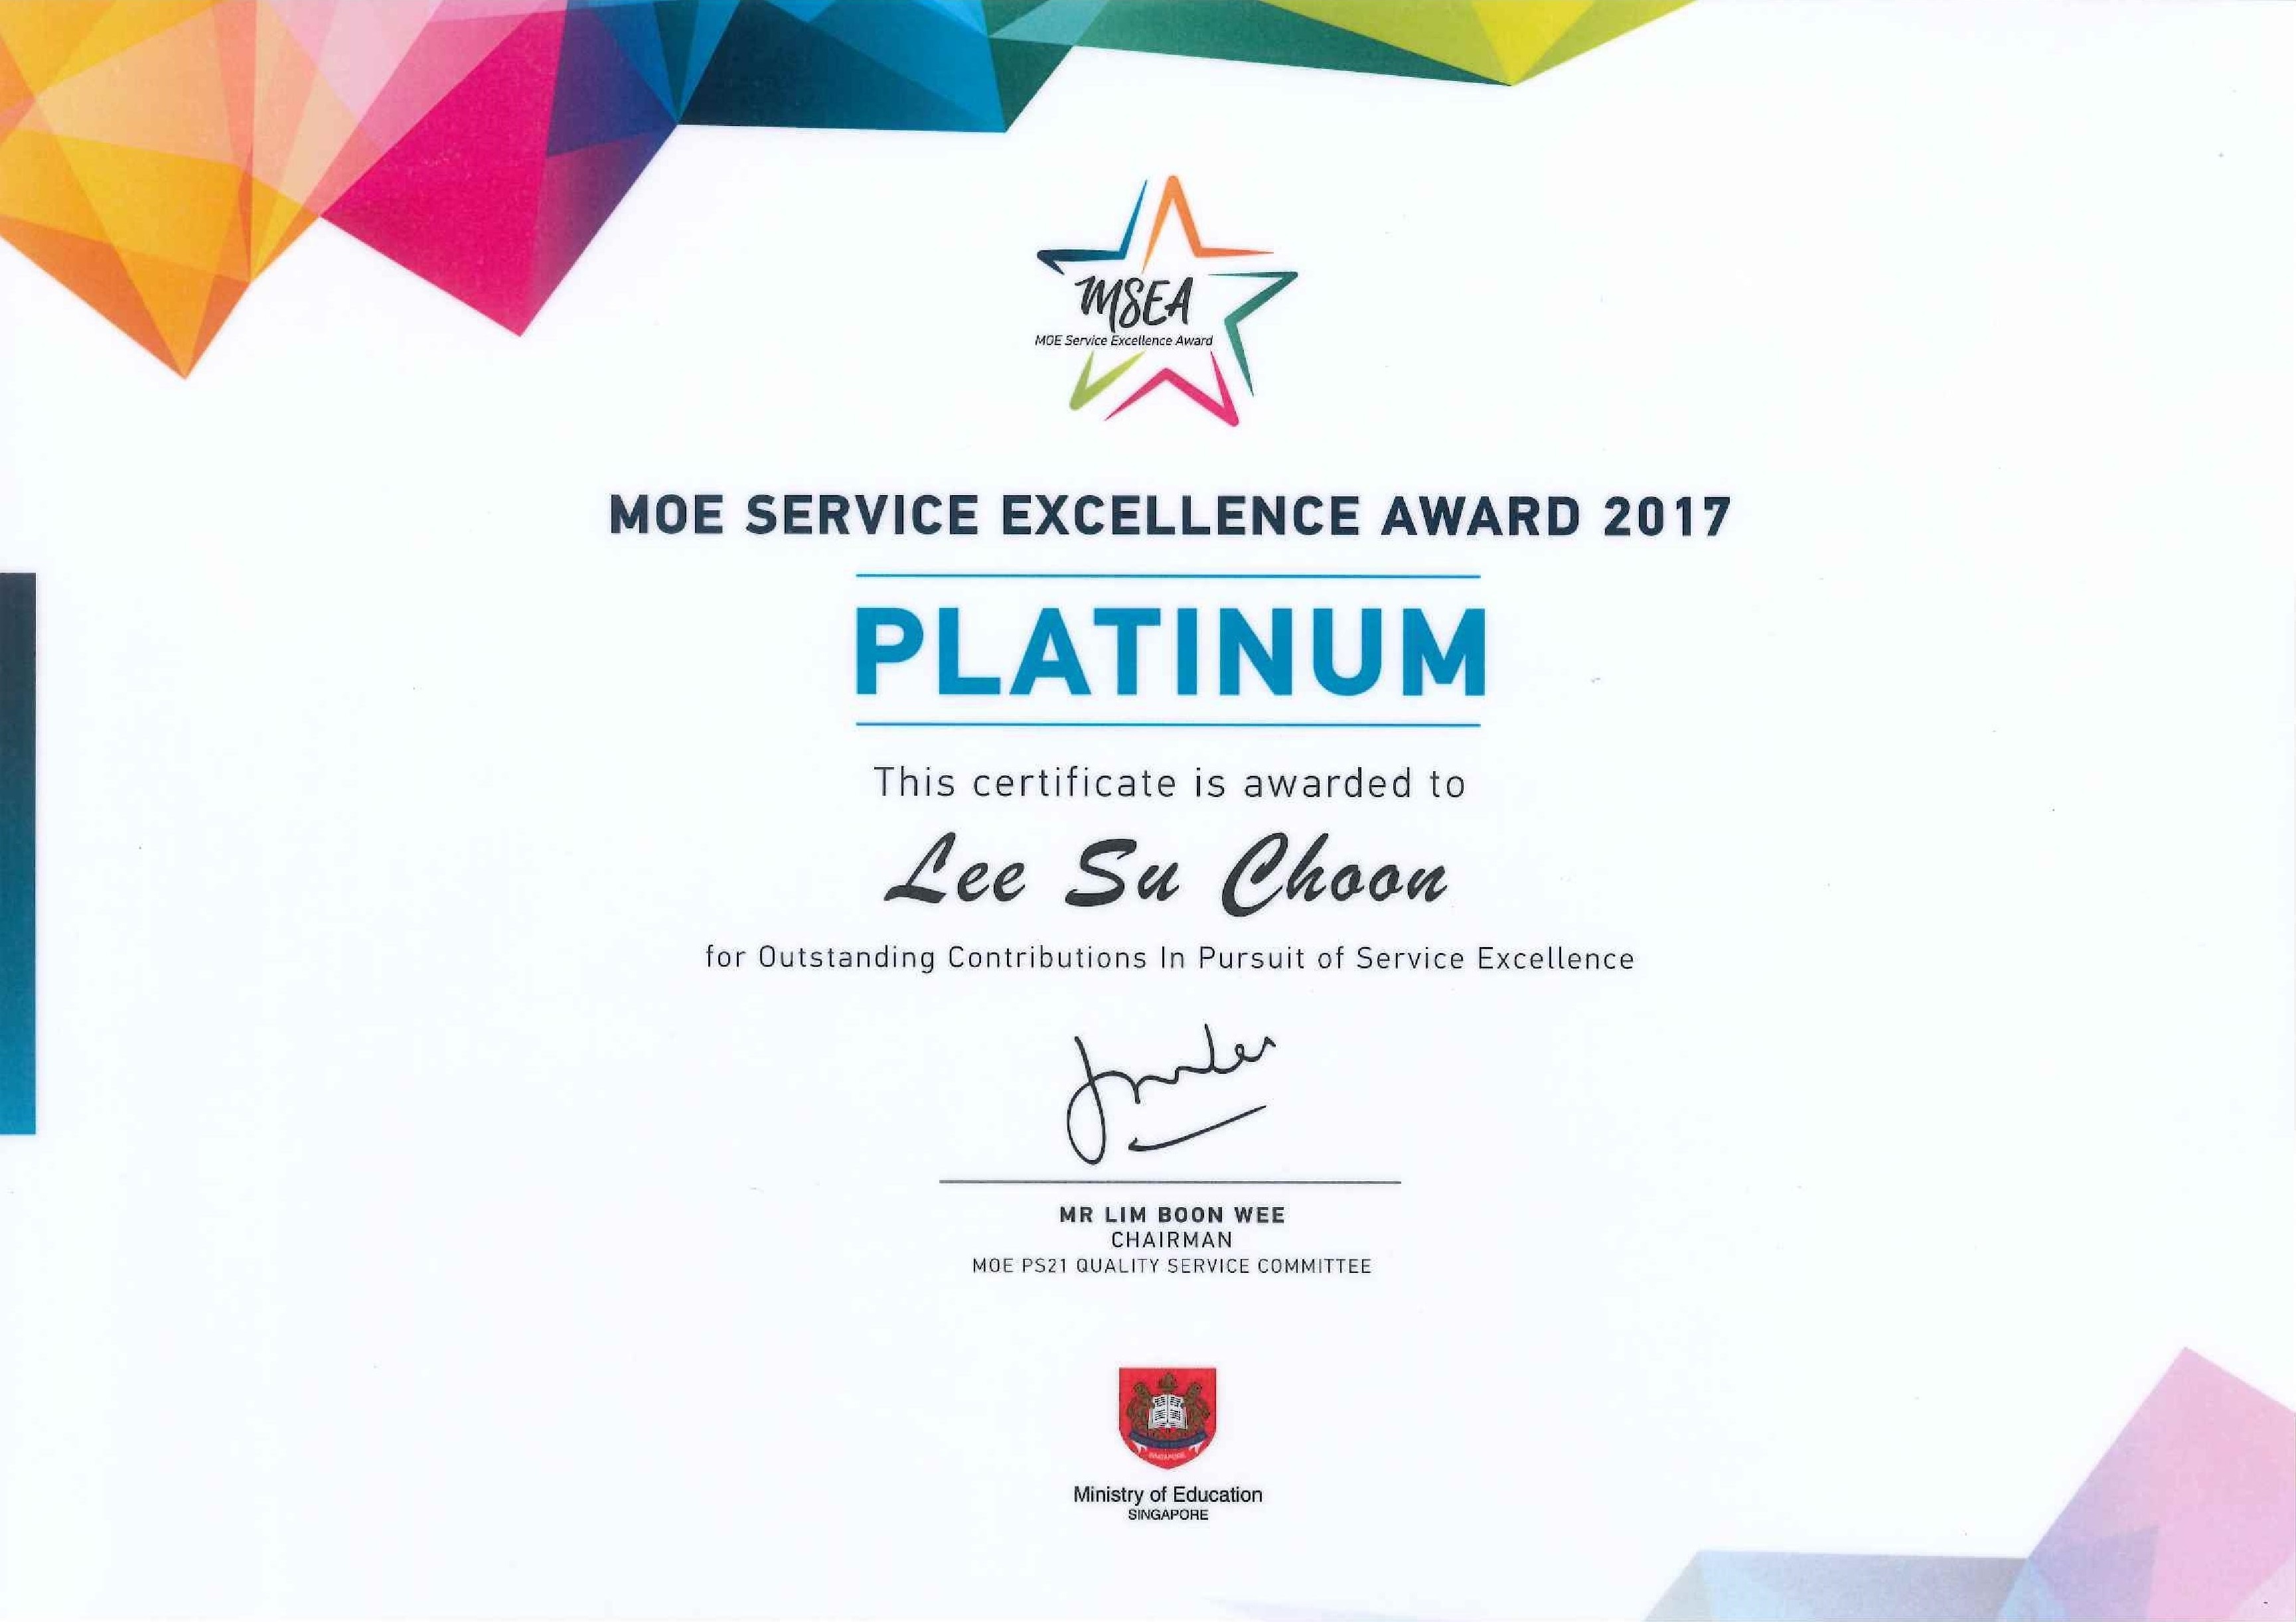 MSEA
MOE Service Excellence Award
MOE SERVICE EXCELLENCE AWARD 2017
PLATINUM
This certificate is awarded to
Lee Su Choon
for Outstanding Contributions In Pursuit of Service Excellence
MR LIM BOON WEE
CHAIRMAN
MOE PS21 QUALITY SERVICE COMMITTEE
SINGAPORE
Ministry of Education
SINGAPORE